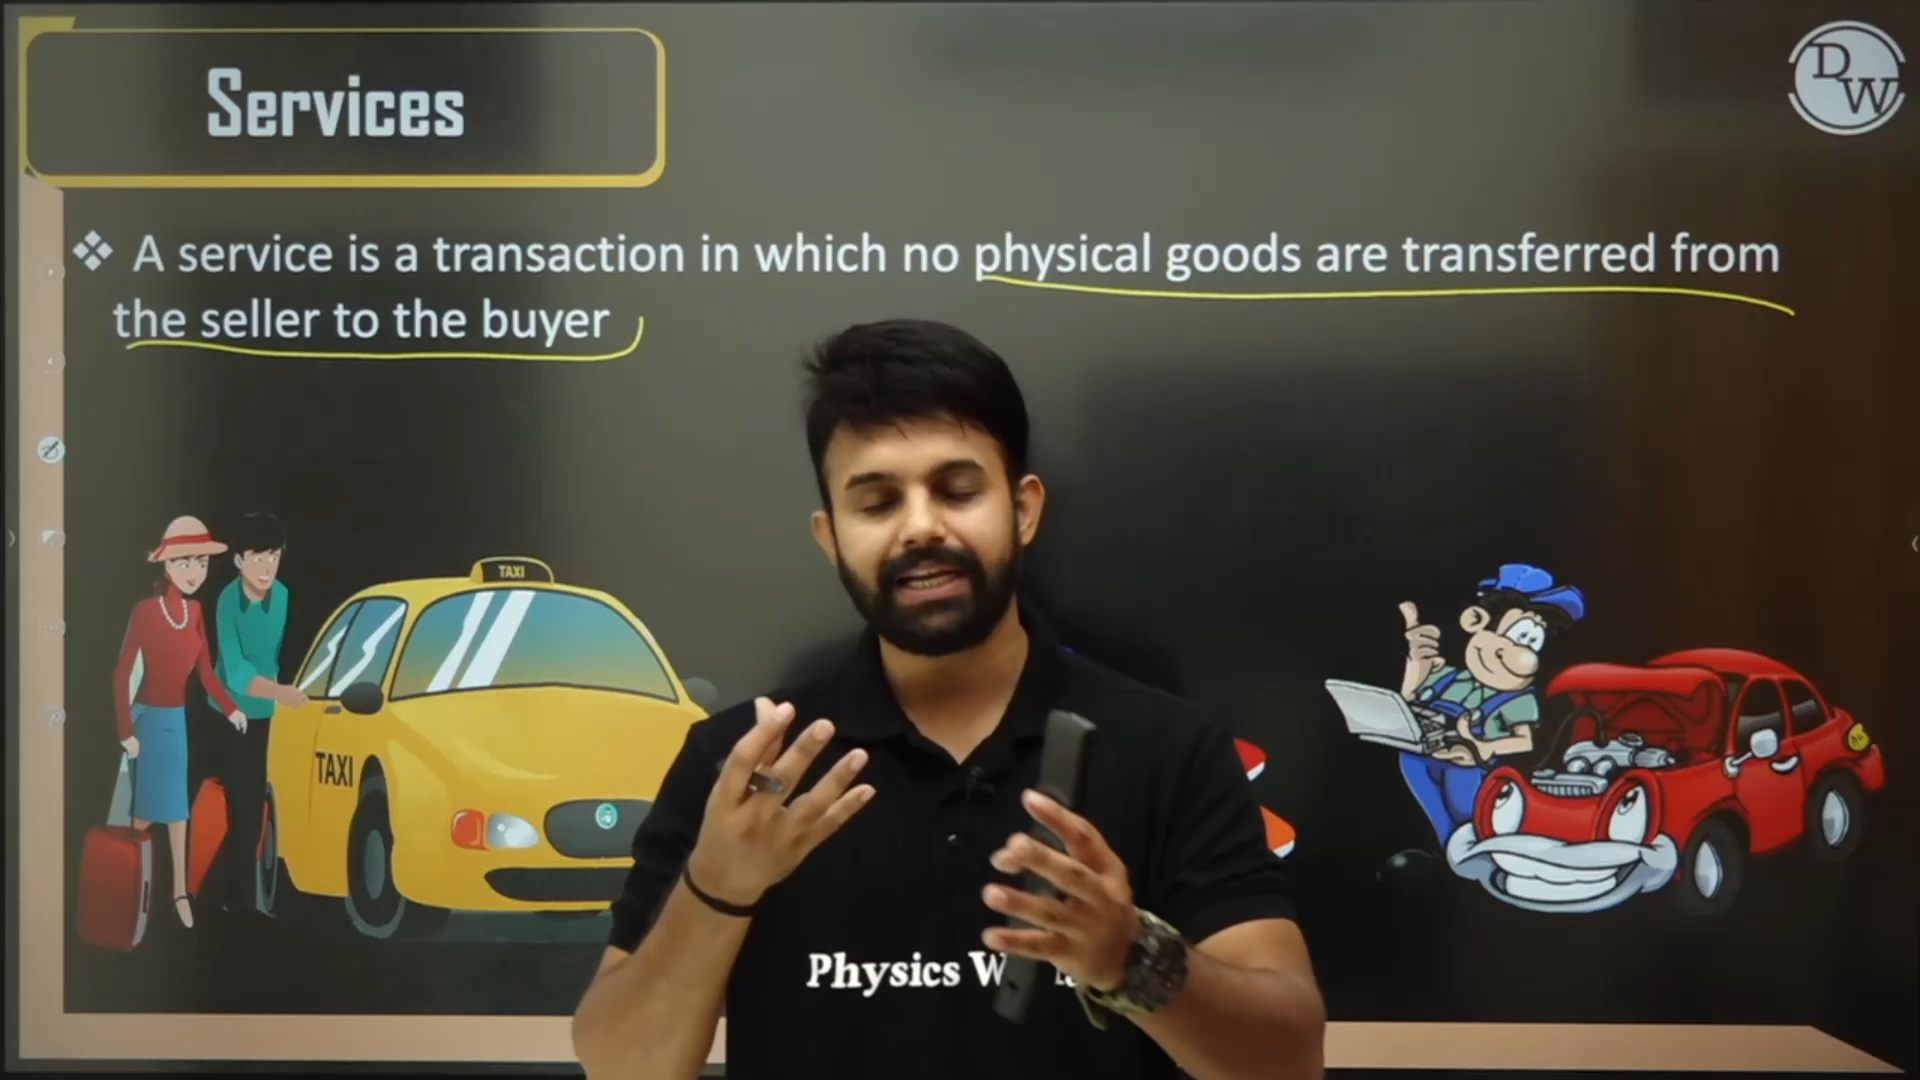 Services
DW
❖ A service is a transaction in which no physical goods are transferred from
the seller to the buyer
TAXI
TAXI
Physics W